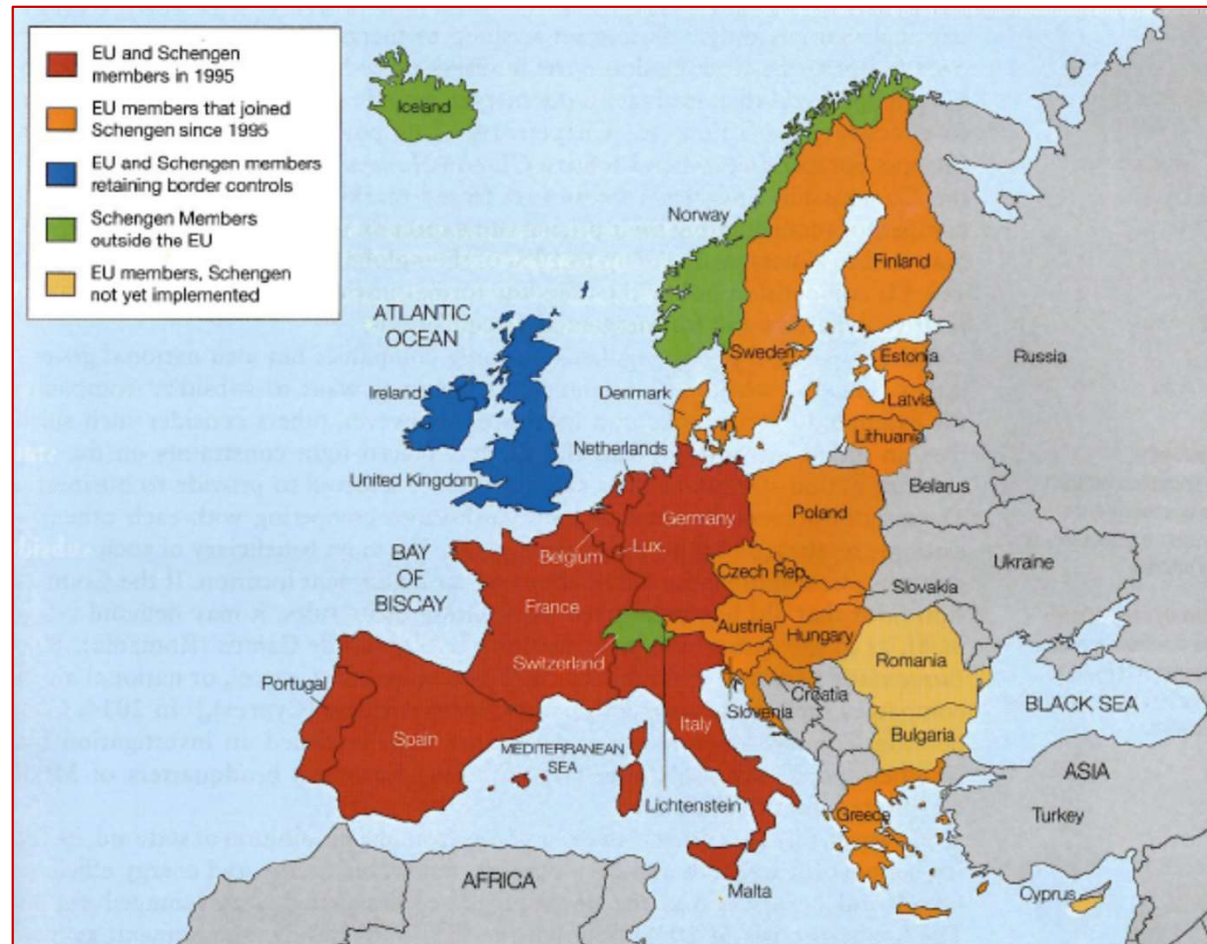 EU and Schengen
members in 1995
EU members that joined
Schengen since 1995
EU and Schengen members
retaining border controls
Schengen Members
outside the EU
EU members, Schengen
not yet implemented
Iceland
Norway
Finland
ATLANTIC
OCEAN
Sweden
Estonia
Russia
Ireland
Denmark
Latvia
Lithuania
Netherlands
United Kingdom
Belarus
Germany
Poland
BAY
OF
BISCAY
Belgium
Lux.
Czech Rep.
Ukraine
Slovakia
France
Austria
Hungary
Switzerland
Romania
Portugal
Croatia
Slovenia
BLACK SEA
Spain
Italy
Bulgaria
MEDITERRANEAN
SEA
ASIA
Lichtenstein
Greece
Turkey
AFRICA
Malta
Cyprus